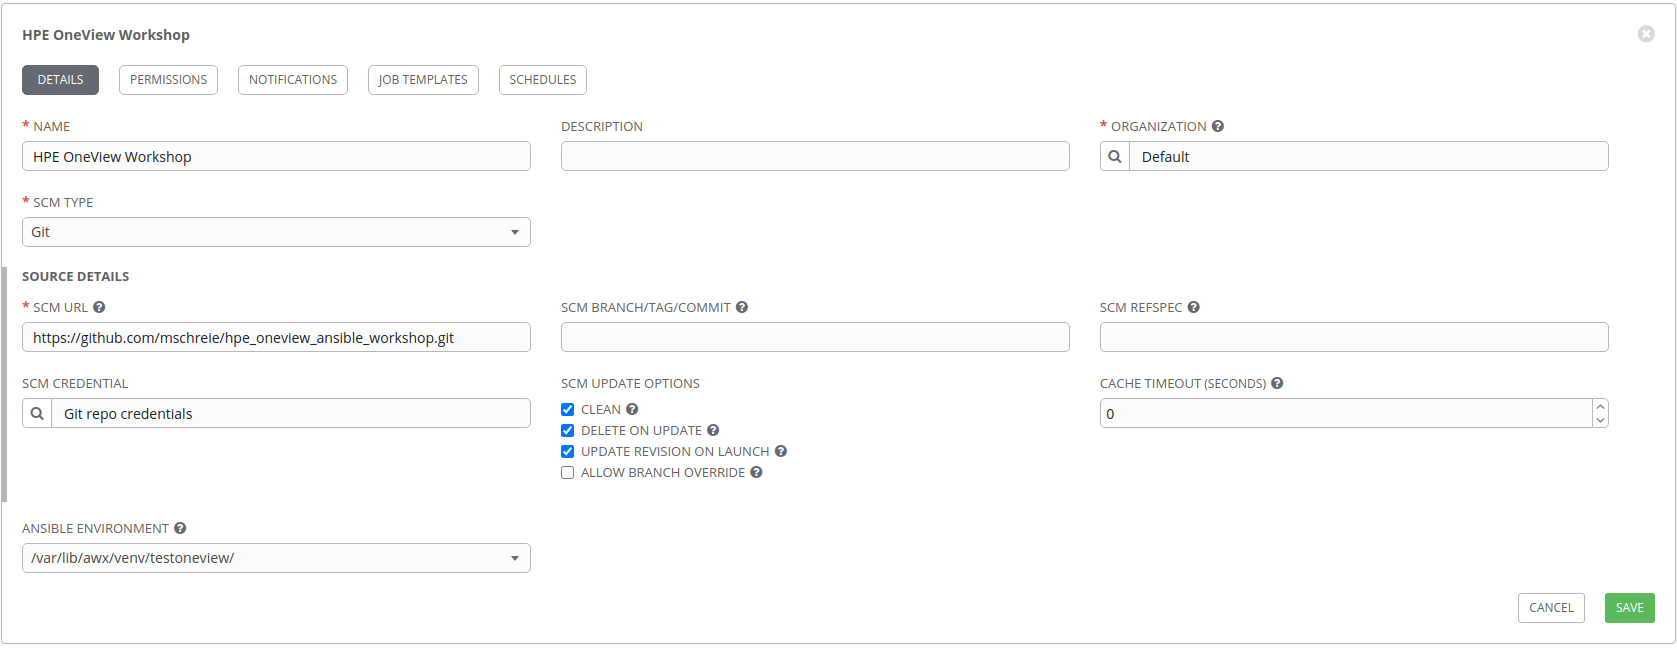 HPE OneView Workshop
DETAILS PERMISSIONS NOTIFICATIONS JOB TEMPLATES SCHEDULES
* NAME
HPE OneView Workshop
DESCRIPTION
* ORGANIZATION ?
Default
* SCM TYPE
Git
SOURCE DETAILS
* SCM URL ?
https://github.com/mschreie/hpe_oneview_ansible_workshop.git
SCM BRANCH/TAG/COMMIT ?
SCM REFSPEC ?
SCM CREDENTIAL
Git repo credentials
SCM UPDATE OPTIONS
CLEAN ?
DELETE ON UPDATE ?
UPDATE REVISION ON LAUNCH ?
ALLOW BRANCH OVERRIDE ?
CACHE TIMEOUT (SECONDS) ?
0
ANSIBLE ENVIRONMENT ?
/var/lib/awx/venv/testoneview/
CANCEL SAVE